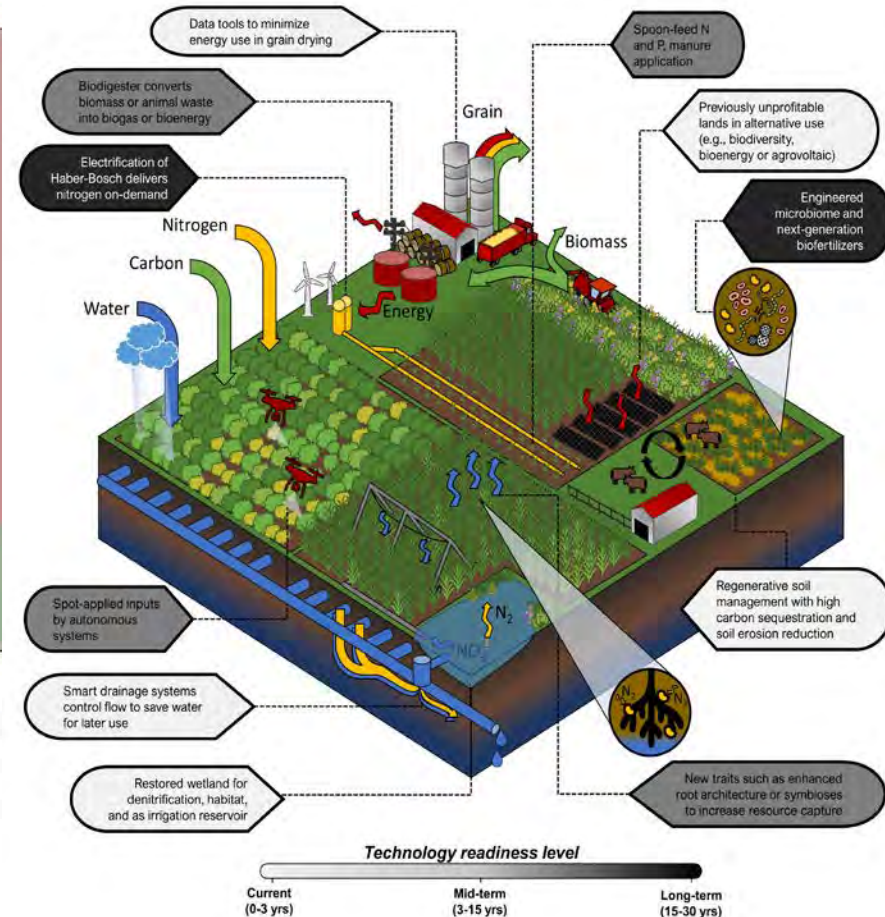 Data tools to minimize
energy use in grain drying
Spoon-feed N
and P, manure
application
Biodigester converts
biomass or animal waste
into biogas or bioenergy
Grain
Previously unprofitable
lands in alternative use
(e.g., biodiversity,
bioenergy or agrovoltaic)
Electrification of
Haber-Bosch delivers
nitrogen on-demand
Engineered
microbiome and
next-generation
biofertilizers
Nitrogen
Biomass
Carbon
Energy
Water
N2
Spot-applied inputs
by autonomous
systems
Regenerative soil
management with high
carbon sequestration and
soil erosion reduction
N2
Smart drainage systems
control flow to save water
for later use
Restored wetland for
denitrification, habitat,
and as irrigation reservoir
New traits such as enhanced
root architecture or symbioses
to increase resource capture
Technology readiness level
Current Mid-term Long-term
(0-3 yrs) (3-15 yrs) (15-30 yrs)